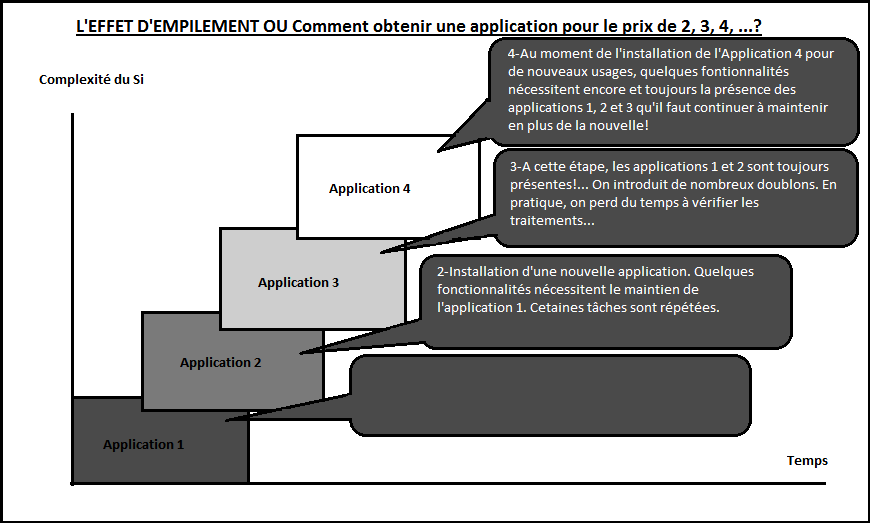 L'EFFET D'EMPILEMENT OU Comment obtenir une application pour le prix de 2, 3, 4, ...?
Complexité du Si
4-Au moment de l'installation de l'Application 4 pour
de nouveaux usages, quelques fontionnalités
nécessitent encore et toujours la présence des
applications 1, 2 et 3 qu'il faut continuer à maintenir
en plus de la nouvelle!
Application 4
3-A cette étape, les applications 1 et 2 sont toujours
présentes!... On introduit de nombreux doublons. En
pratique, on perd du temps à vérifier les
traitements...
Application 3
2-Installation d'une nouvelle application. Quelques
fonctionnalités nécessitent le maintien de
l'application 1. Cetaines tâches sont répétées.
Application 2
Application 1
Temps